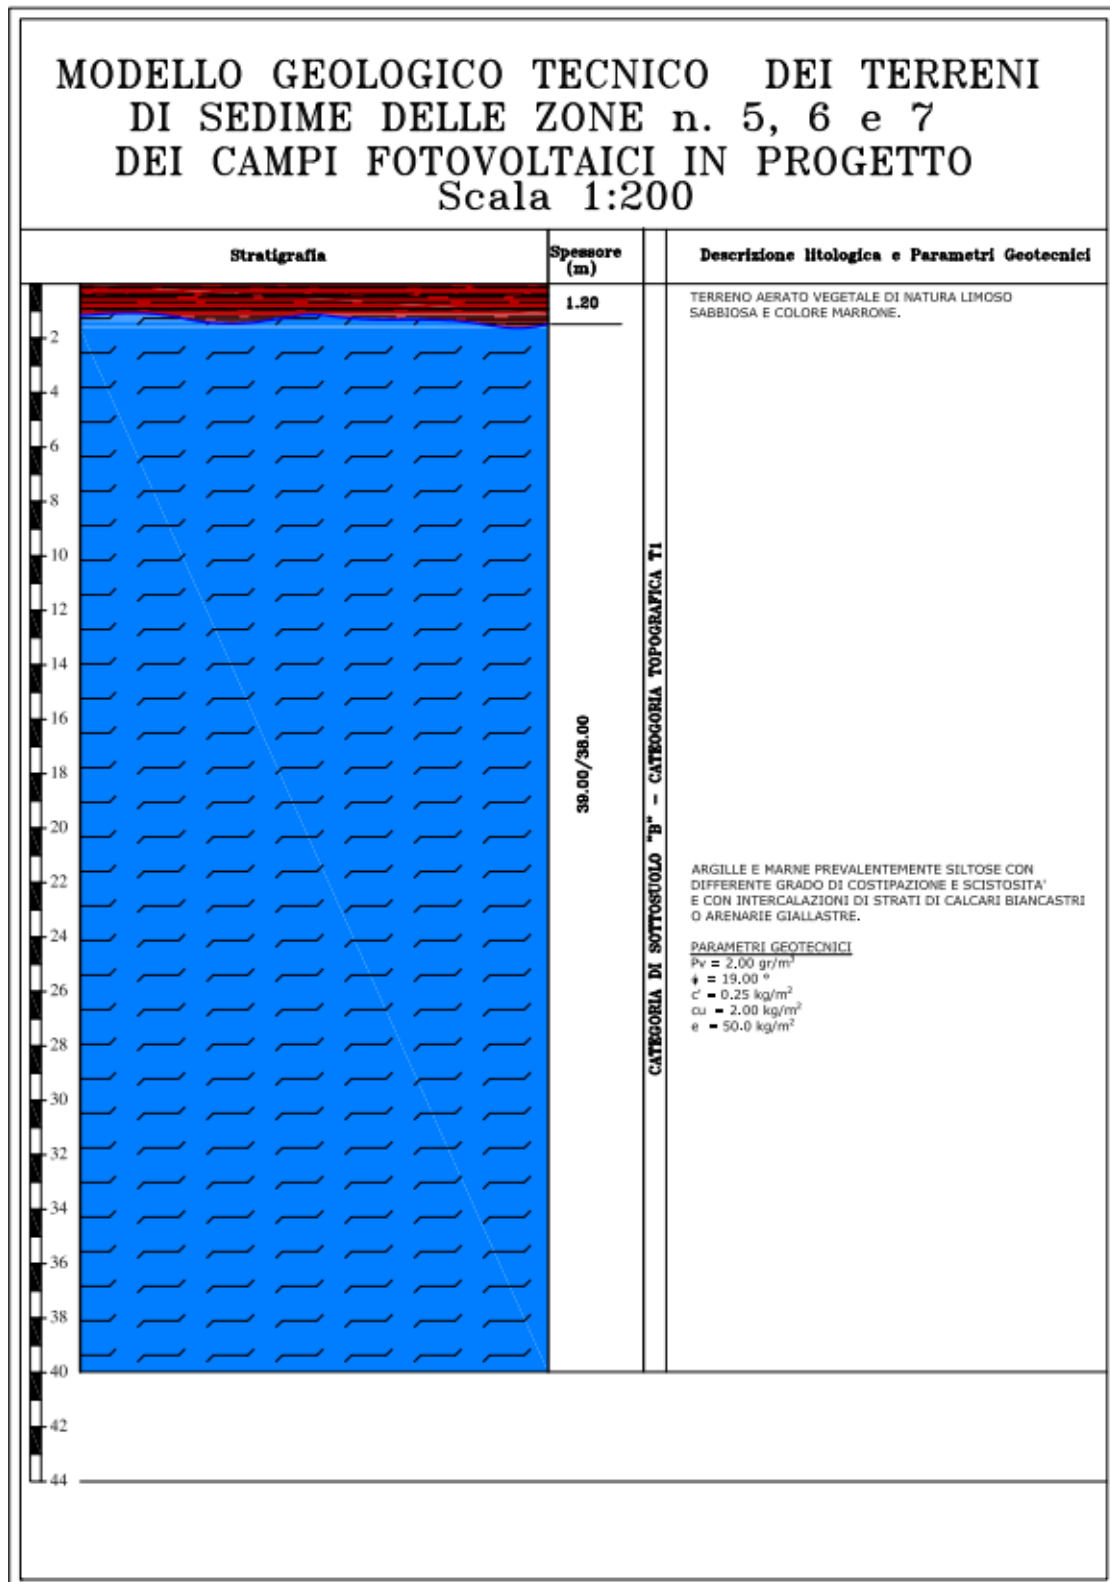 MODELLO GEOLOGICO TECNICO DEI TERRENI
DI SEDIME DELLE ZONE n. 5, 6 e 7
DEI CAMPI FOTOVOLTAICI IN PROGETTO
Scala 1:200
Stratigrafia
Spessore
(m)
Descrizione litologica e Parametri Geotecnici
1.20
TERRENO AERATO VEGETALE DI NATURA LIMOSO
SABBIOSA E COLORE MARRONE.
2
4
6
8
10
12
14
16
18
20
22
24
26
28
30
32
34
36
38
40
42
44
39.00/38.00
CATEGORIA DI SOTTOSUOLO "B" - CATEOGORIA TOPOGRAFICA T1
ARGILLE E MARNE PREVALENTEMENTE SILTOSE CON
DIFFERENTE GRADO DI COSTIPAZIONE E SCISTOSITA'
E CON INTERCALAZIONI DI STRATI DI CALCARI BIANCASTRI
O ARENARIE GIALLASTRE.
PARAMETRI GEOTECNICI
Pv = 2.00 gr/m³
ϕ = 19.00 °
c' = 0.25 kg/m²
cu = 2.00 kg/m²
e = 50.0 kg/m²